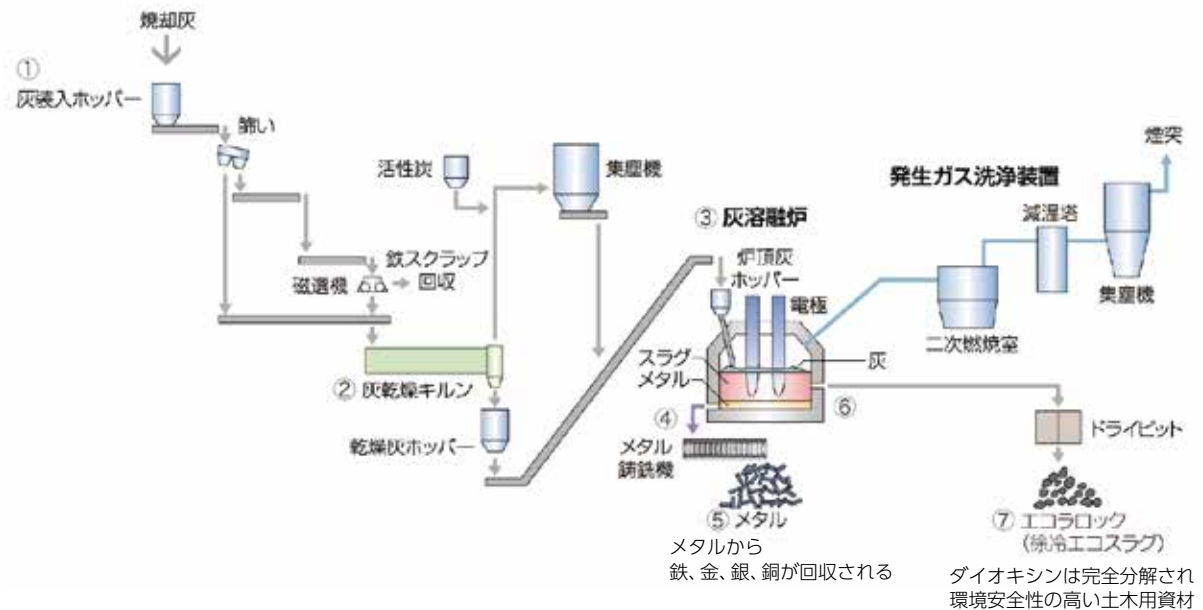 焼却灰
①
灰装入ホッパー
篩い
活性炭
集塵機
鉄スクラップ
回収
磁選機
② 灰乾燥キルン
乾燥灰ホッパー
③ 灰溶融炉
炉頂灰
ホッパー
電極
スラグ
メタル
灰
④
メタル
鋳銑機
⑤ メタル
メタルから
鉄、金、銀、銅が回収される
⑥
発生ガス洗浄装置
二次燃焼室
減温塔
集塵機
煙突
ドライピット
⑦ エコラロック
(徐冷エコスラグ)
ダイオキシンは完全分解され
環境安全性の高い土木用資材